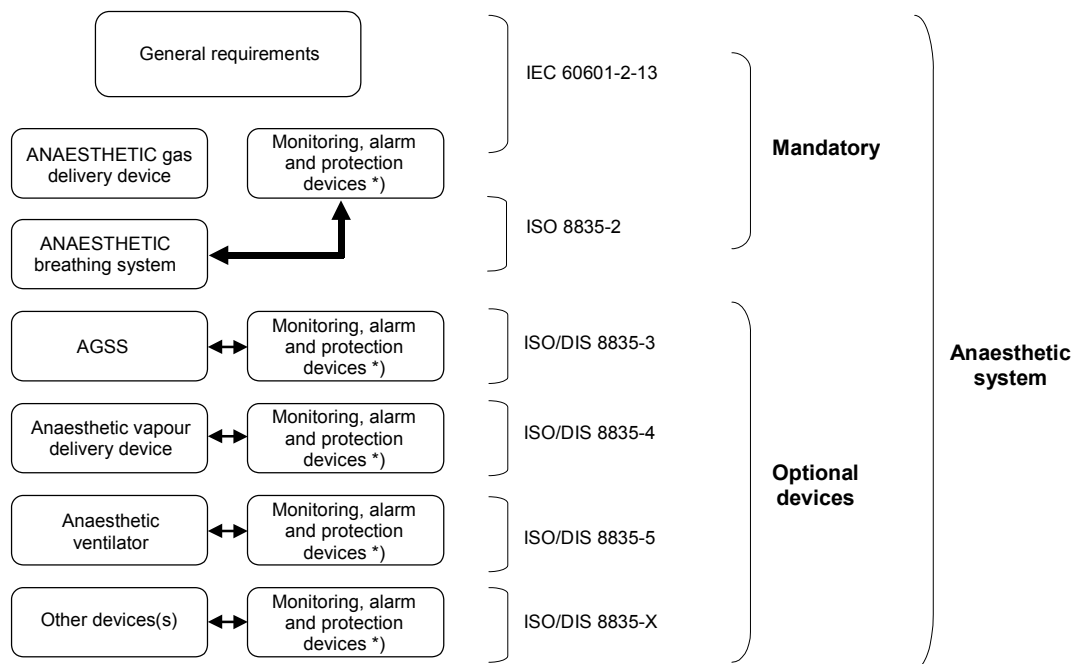 General requirements
IEC 60601-2-13
ANAESTHETIC gas
delivery device
Monitoring, alarm
and protection
devices *)
Mandatory
ANAESTHETIC
breathing system
ISO 8835-2
AGSS
Monitoring, alarm
and protection
devices *)
ISO/DIS 8835-3
Anaesthetic vapour
delivery device
Monitoring, alarm
and protection
devices *)
ISO/DIS 8835-4
Anaesthetic
ventilator
Monitoring, alarm
and protection
devices *)
ISO/DIS 8835-5
Other devices(s)
Monitoring, alarm
and protection
devices *)
ISO/DIS 8835-X
Optional
devices
Anaesthetic
system